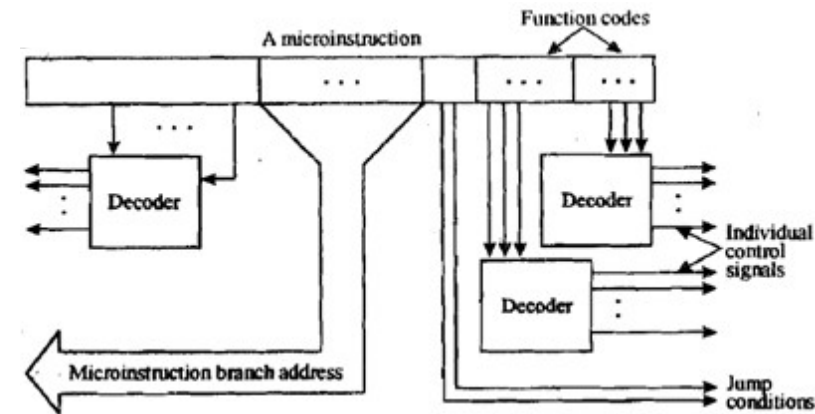 Function codes
A microinstruction
. . .
. . .
. . .
. . .
Decoder
Decoder
Individual
control
signals
Decoder
Microinstruction branch address
Jump
conditions